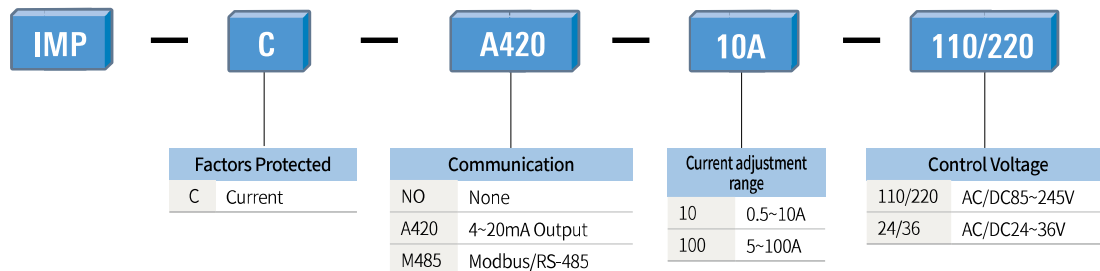 IMP — C — A420 — 10A — 110/220
Factors Protected
C Current
Communication
NO None
A420 4~20mA Output
M485 Modbus/RS-485
Current adjustment
range
10 0.5~10A
100 5~100A
Control Voltage
110/220 AC/DC85~245V
24/36 AC/DC24~36V